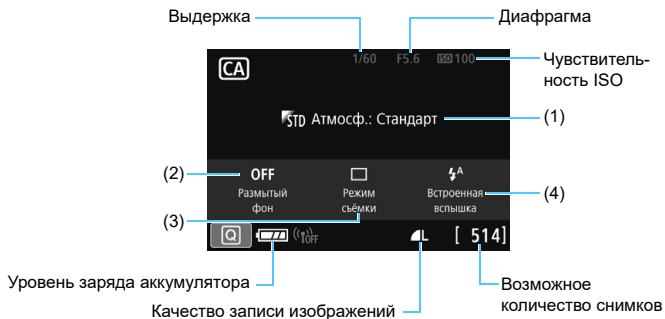 Выдержка
Диафрагма
1/60 F5.6 ISO 100
CA
Чувствитель-
ность ISO
STD Атмосф.: Стандарт
(1)
(2)
OFF
A
Размытый
фон
Режим
съёмки
Встроенная
вспышка
(4)
(3)
Q
OFF
L
[ 514]
Уровень заряда аккумулятора
Возможное
количество снимков
Качество записи изображений